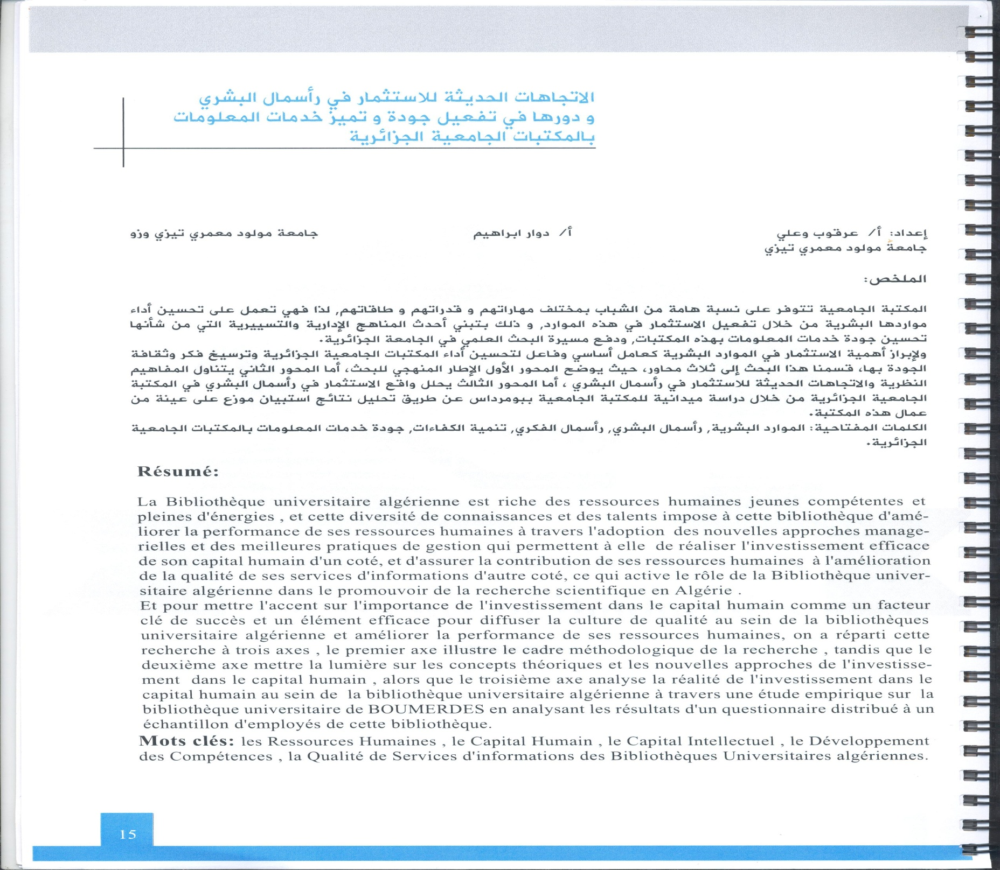 الاتجاهات الحديثة للاستثمار في رأسمال البشري
و دورها في تفعيل جودة و تميز خدمات المعلومات
بالمكتبات الجامعية الجزائرية
إعداد: أ/ عرقوب وعلي أ/ دوار ابراهيم جامعة مولود معمري تيزي وزو
جامعة مولود معمري تيزي
الملخص:
المكتبة الجامعية تتوفر على نسبة هامة من الشباب بمختلف مهاراتهم و قدراتهم و طاقاتهم, لذا فهي تعمل على تحسين أداء
مواردها البشرية من خلال تفعيل الاستثمار في هذه الموارد, و ذلك بتبني أحدث المناهج الإدارية والتسييرية التي من شأنها
تحسين جودة خدمات المعلومات بهذه المكتبات, ودفع مسيرة البحث العلمي في الجامعة الجزائرية.
ولإبراز أهمية الاستثمار في الموارد البشرية كعامل أساسي وفاعل لتحسين أداء المكتبات الجامعية الجزائرية وترسيخ فكر وثقافة
الجودة بها، قسمنا هذا البحث إلى ثلاث محاور، حيث يوضح المحور الأول الإطار المنهجي للبحث، أما المحور الثاني يتناول المفاهيم
النظرية والاتجاهات الحديثة للاستثمار في رأسمال البشري ، أما المحور الثالث يحلل واقع الاستثمار في رأسمال البشري في المكتبة
الجامعية الجزائرية من خلال دراسة ميدانية للمكتبة الجامعية ببومرداس عن طريق تحليل نتائج استبيان موزع على عينة من
عمال هذه المكتبة.
الكلمات المفتاحية: الموارد البشرية, رأسمال البشري, رأسمال الفكري, تنمية الكفاءات, جودة خدمات المعلومات بالمكتبات الجامعية
الجزائرية.
Résumé:
La Bibliothèque universitaire algérienne est riche des ressources humaines jeunes compétentes et
pleines d'énergies , et cette diversité de connaissances et des talents impose à cette bibliothèque d'amé-
liorer la performance de ses ressources humaines à travers l'adoption des nouvelles approches manage-
rielles et des meilleures pratiques de gestion qui permettent à elle de réaliser l'investissement efficace
de son capital humain d'un coté, et d'assurer la contribution de ses ressources humaines à l'amélioration
de la qualité de ses services d'informations d'autre coté, ce qui active le rôle de la Bibliothèque univer-
sitaire algérienne dans le promouvoir de la recherche scientifique en Algérie .
Et pour mettre l'accent sur l'importance de l'investissement dans le capital humain comme un facteur
clé de succès et un élément efficace pour diffuser la culture de qualité au sein de la bibliothèques
universitaire algérienne et améliorer la performance de ses ressources humaines, on a réparti cette
recherche à trois axes , le premier axe illustre le cadre méthodologique de la recherche , tandis que le
deuxième axe mettre la lumière sur les concepts théoriques et les nouvelles approches de l'investisse-
ment dans le capital humain , alors que le troisième axe analyse la réalité de l'investissement dans le
capital humain au sein de la bibliothèque universitaire algérienne à travers une étude empirique sur la
bibliothèque universitaire de BOUMERDES en analysant les résultats d'un questionnaire distribué à un
échantillon d'employés de cette bibliothèque.
Mots clés: les Ressources Humaines , le Capital Humain , le Capital Intellectuel , le Développement
des Compétences , la Qualité de Services d'informations des Bibliothèques Universitaires algériennes.
15